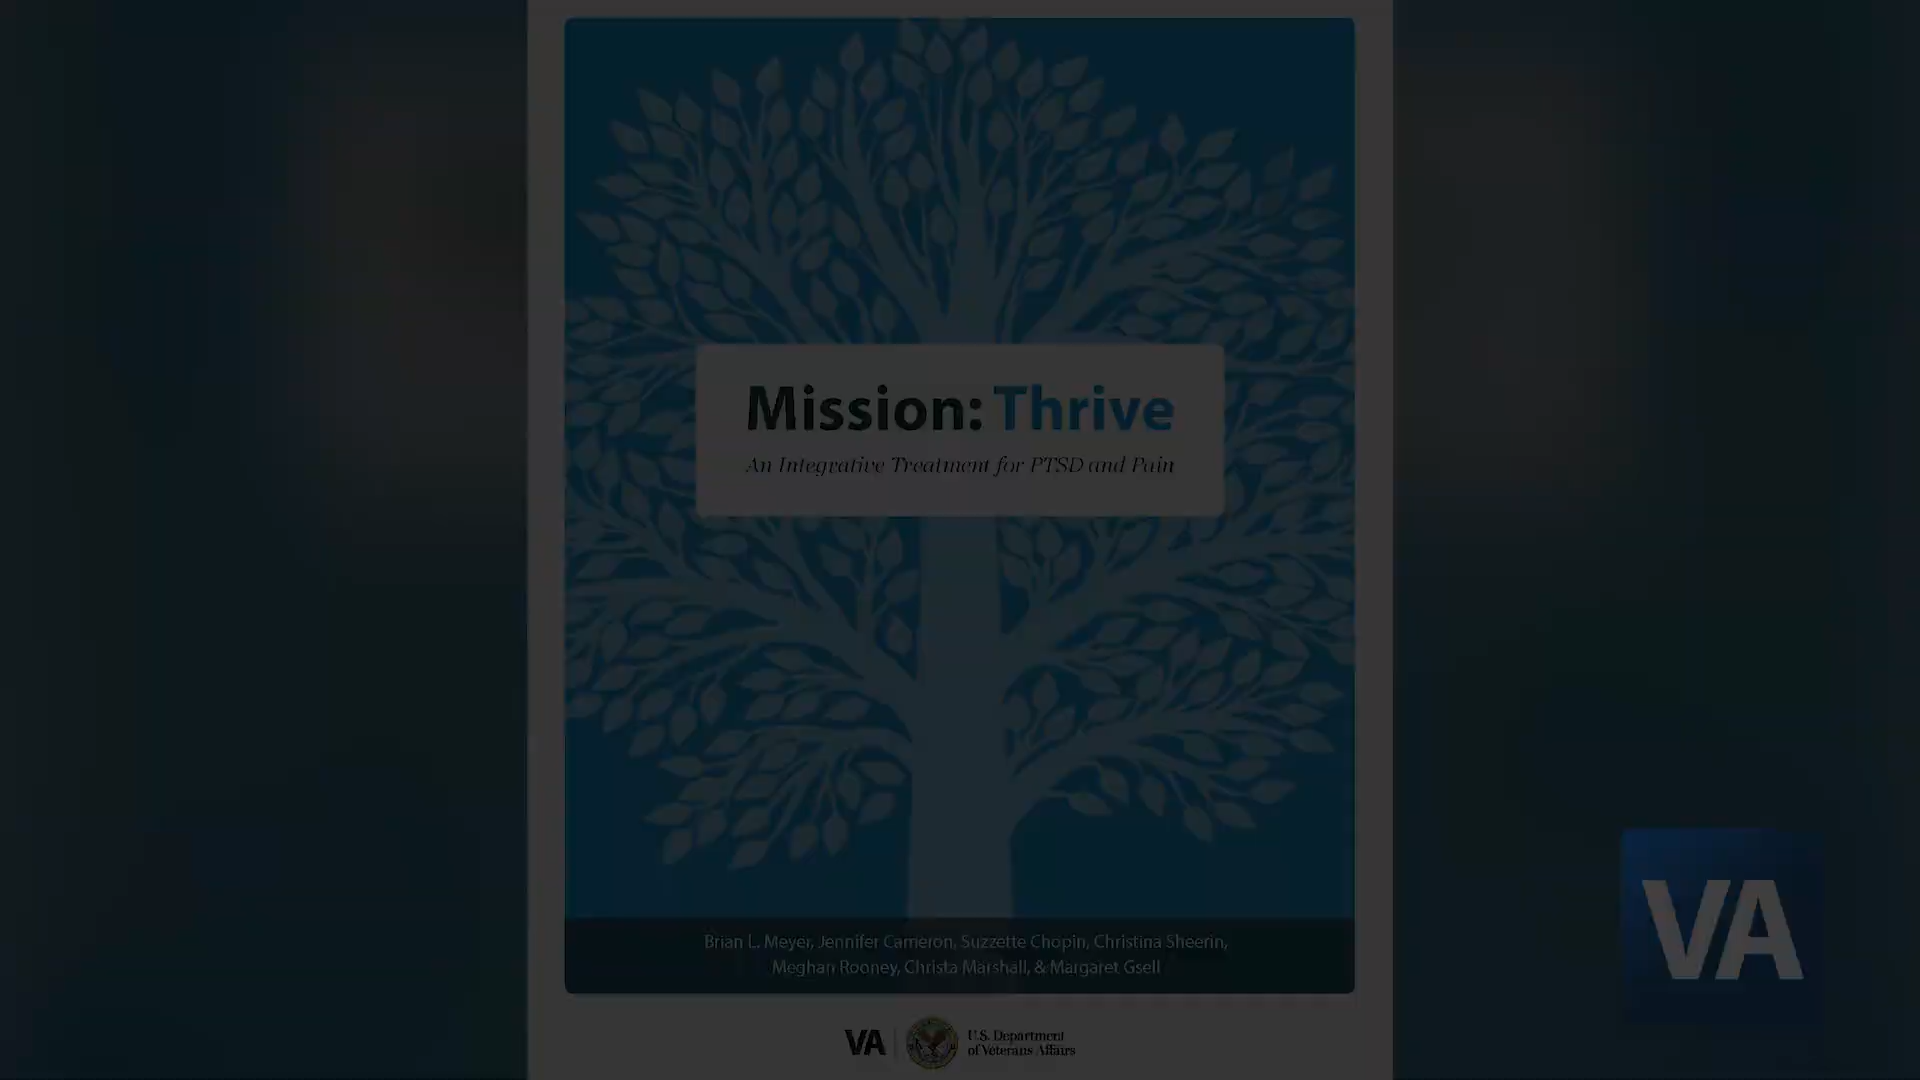 Mission: Thrive
An Integrative Treatment for PTSD and Pain
Brian L. Meyer, Jennifer Cameron, Suzzette Chopin, Christina Sheerin,
Meghan Rooney, Christa Marshall, & Margaret Gsell
VA
U.S. Department
of Veterans Affairs
VA